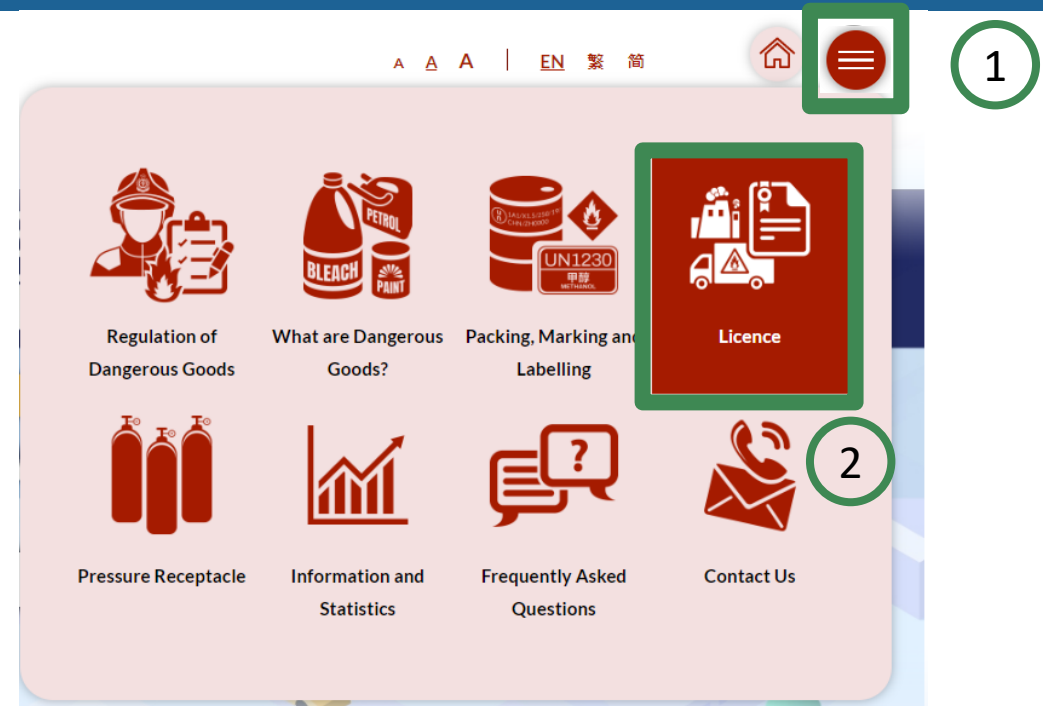 A A A | EN 繁 简
1
PETROL
BLEACH
PAINT
UN1230
甲醇
METHANOL
Regulation of
Dangerous Goods
What are Dangerous
Goods?
Packing, Marking and
Labelling
Licence
2
?
Pressure Receptacle
Information and
Statistics
Frequently Asked
Questions
Contact Us